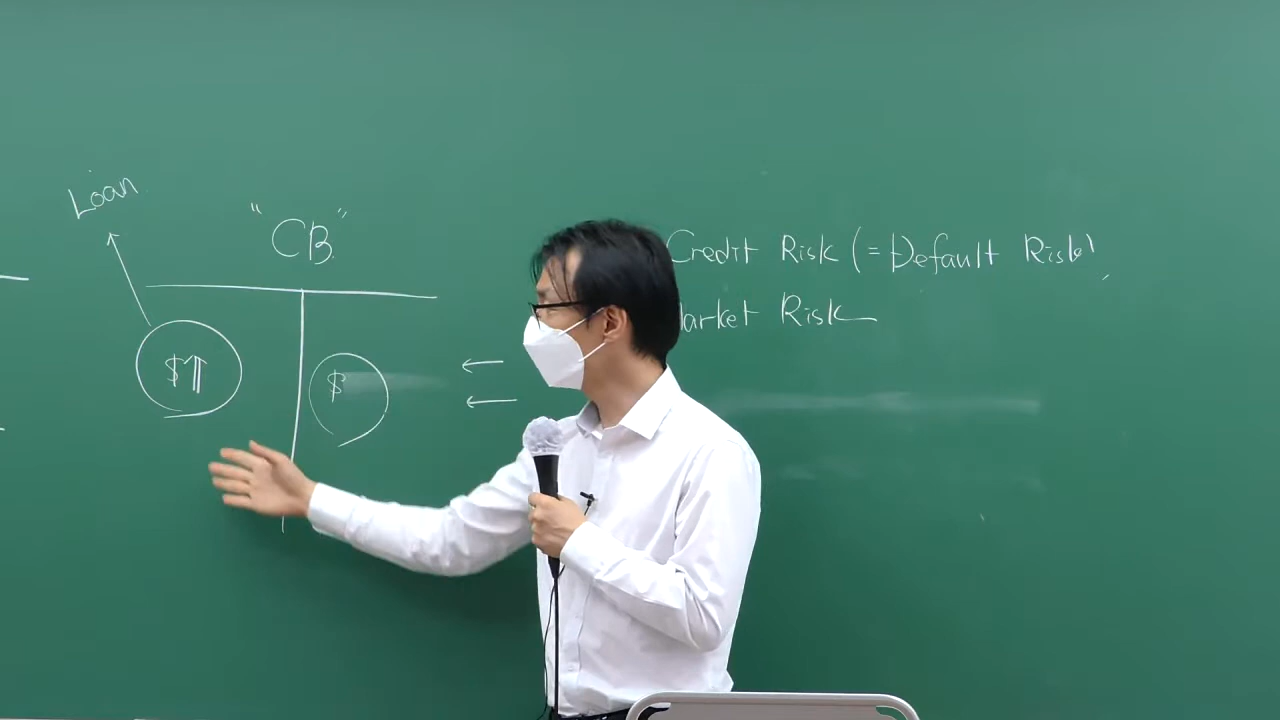 Loan
"CB"
$⇑
$
Credit Risk (= Default Risk)
Market Risk